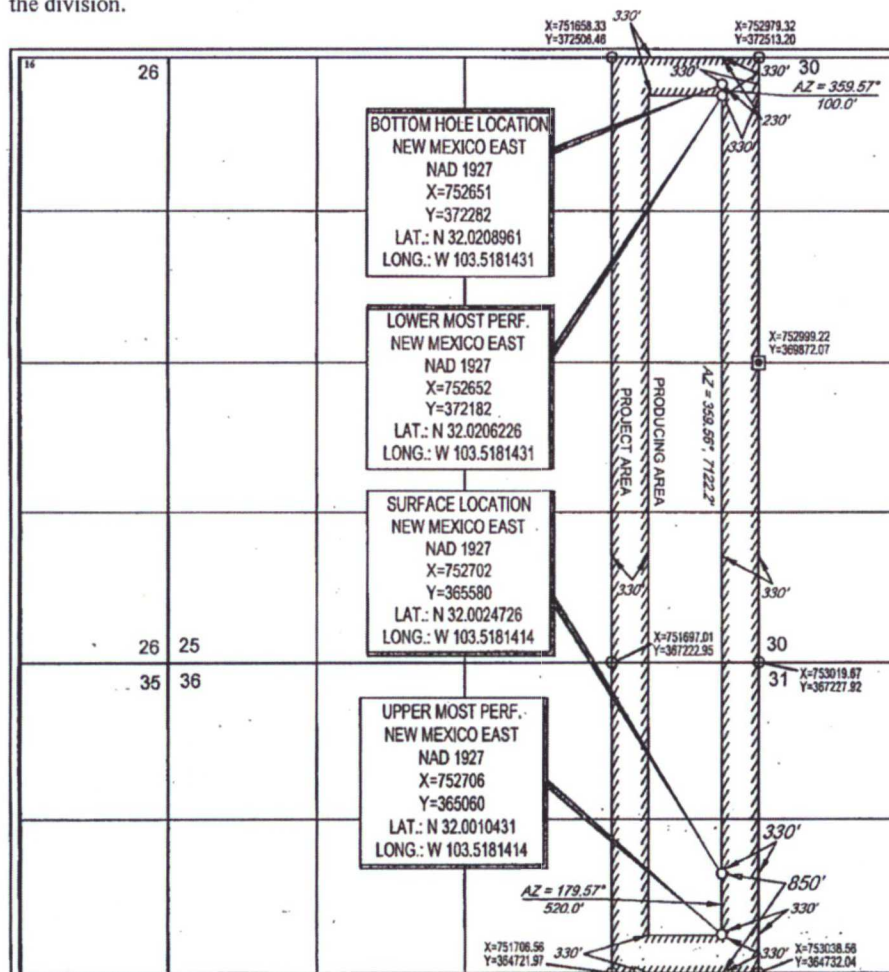 the division.
X=751658.33
Y=372506.46
330'
X=752979.32
Y=372513.20
16
26
330'
330'
30
AZ = 359.57°
100.0'
230'
330'
BOTTOM HOLE LOCATION
NEW MEXICO EAST
NAD 1927
X=752651
Y=372282
LAT.: N 32.0208961
LONG.: W 103.5181431
LOWER MOST PERF.
NEW MEXICO EAST
NAD 1927
X=752652
Y=372182
LAT.: N 32.0206226
LONG.: W 103.5181431
X=752999.22
Y=369872.07
PROJECT AREA
PRODUCING AREA
AZ = 359.56°, 7122.2'
SURFACE LOCATION
NEW MEXICO EAST
NAD 1927
X=752702
Y=365580
LAT.: N 32.0024726
LONG.: W 103.5181414
330'
330'
26 25
35 36
X=751697.01
Y=367222.95
30
31
X=753019.67
Y=367227.92
UPPER MOST PERF.
NEW MEXICO EAST
NAD 1927
X=752706
Y=365060
LAT.: N 32.0010431
LONG.: W 103.5181414
330'
850'
AZ = 179.57°
520.0'
330'
X=751706.56
Y=364721.97
330'
330'
X=753038.56
Y=364732.04